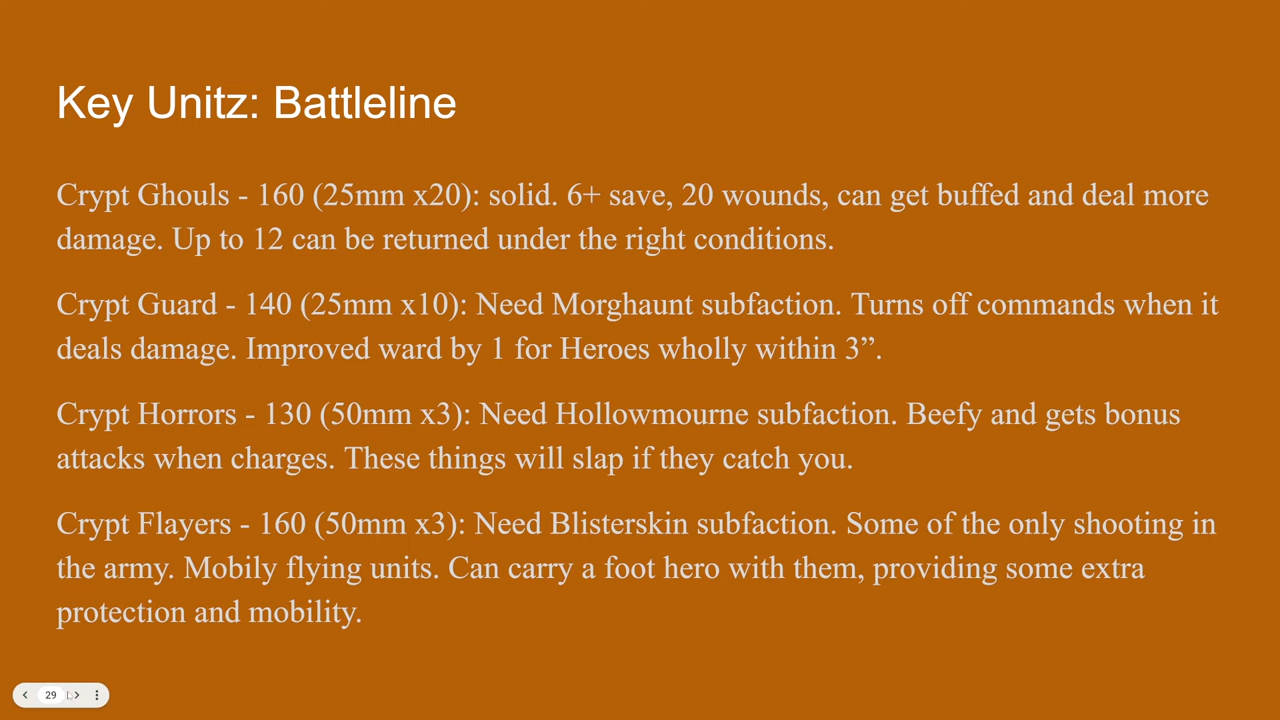 Key Unitz: Battleline
Crypt Ghouls - 160 (25mm x20): solid. 6+ save, 20 wounds, can get buffed and deal more
damage. Up to 12 can be returned under the right conditions.
Crypt Guard - 140 (25mm x10): Need Morghaunt subfaction. Turns off commands when it
deals damage. Improved ward by 1 for Heroes wholly within 3”.
Crypt Horrors - 130 (50mm x3): Need Hollowmourne subfaction. Beefy and gets bonus
attacks when charges. These things will slap if they catch you.
Crypt Flayers - 160 (50mm x3): Need Blisterskin subfaction. Some of the only shooting in
the army. Mobily flying units. Can carry a foot hero with them, providing some extra
protection and mobility.
29